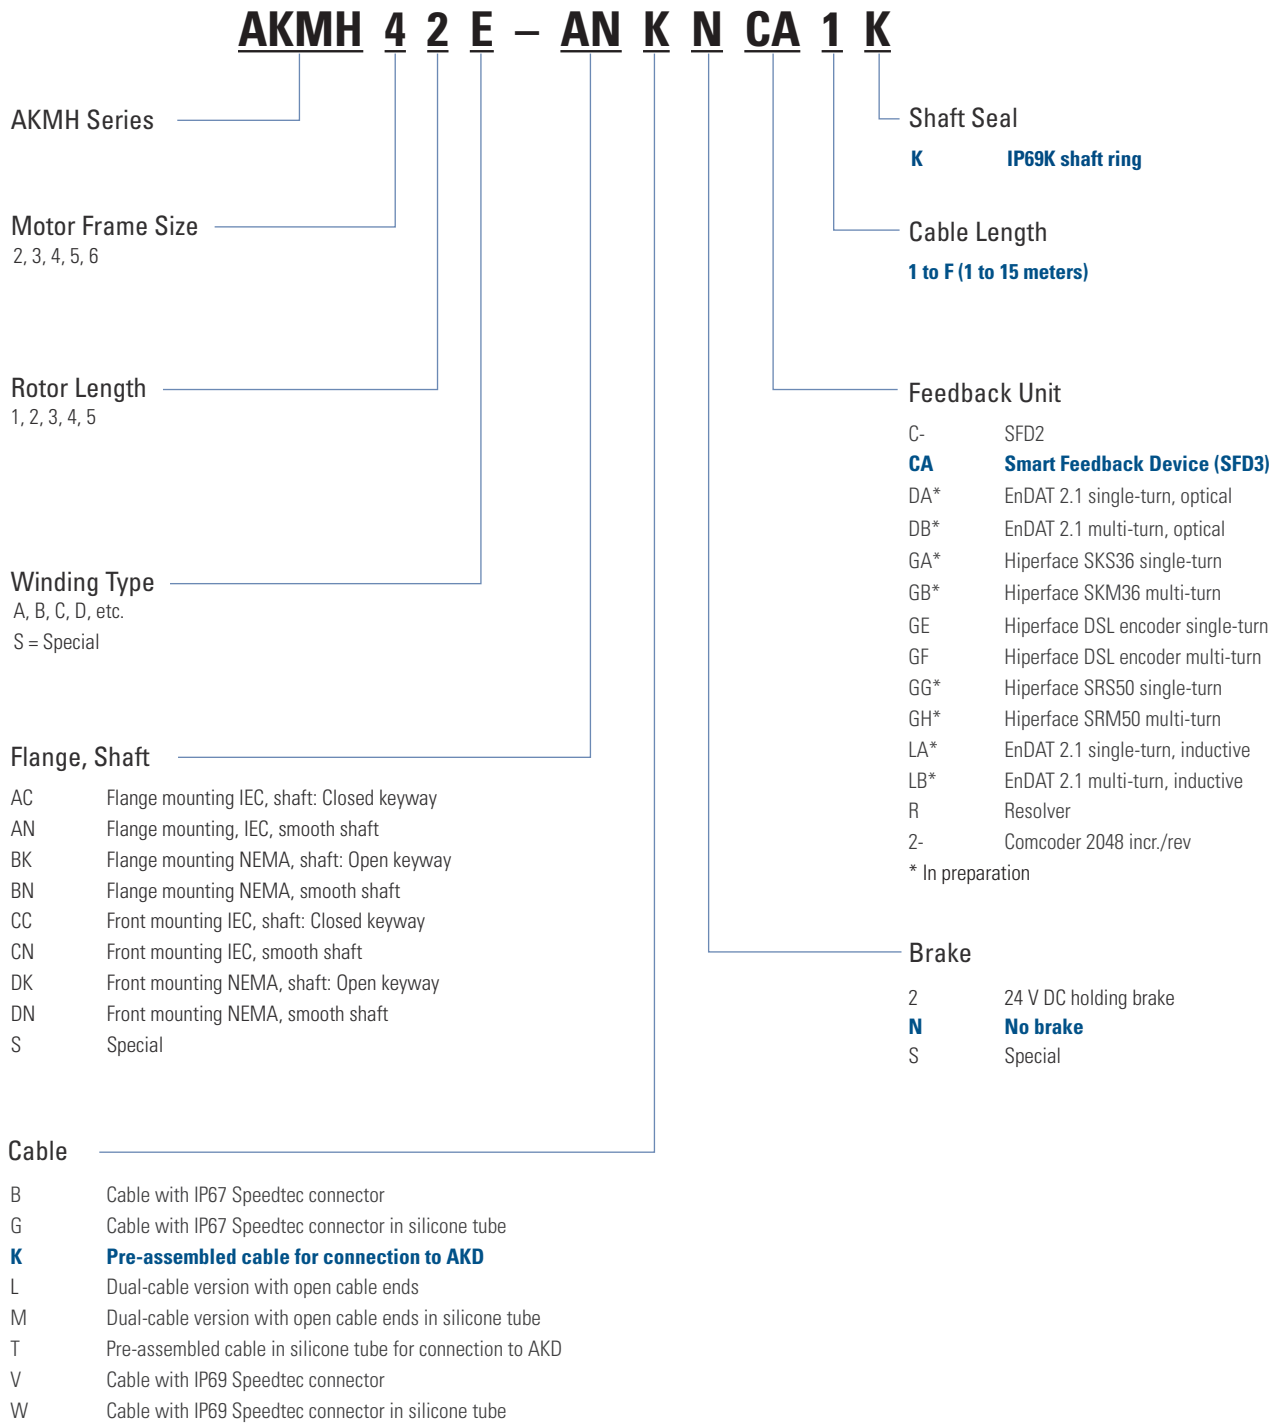 AKMH 4 2 E – AN K N CA 1 K
AKMH Series
Motor Frame Size
2, 3, 4, 5, 6
Rotor Length
1, 2, 3, 4, 5
Winding Type
A, B, C, D, etc.
S = Special
Flange, Shaft
AC Flange mounting IEC, shaft: Closed keyway
AN Flange mounting, IEC, smooth shaft
BK Flange mounting NEMA, shaft: Open keyway
BN Flange mounting NEMA, smooth shaft
CC Front mounting IEC, shaft: Closed keyway
CN Front mounting IEC, smooth shaft
DK Front mounting NEMA, shaft: Open keyway
DN Front mounting NEMA, smooth shaft
S Special
Cable
B Cable with IP67 Speedtec connector
G Cable with IP67 Speedtec connector in silicone tube
K Pre-assembled cable for connection to AKD
L Dual-cable version with open cable ends
M Dual-cable version with open cable ends in silicone tube
T Pre-assembled cable in silicone tube for connection to AKD
V Cable with IP69 Speedtec connector
W Cable with IP69 Speedtec connector in silicone tube
Shaft Seal
K IP69K shaft ring
Cable Length
1 to F (1 to 15 meters)
Feedback Unit
C- SFD2
CA Smart Feedback Device (SFD3)
DA* EnDAT 2.1 single-turn, optical
DB* EnDAT 2.1 multi-turn, optical
GA* Hiperface SKS36 single-turn
GB* Hiperface SKM36 multi-turn
GE Hiperface DSL encoder single-turn
GF Hiperface DSL encoder multi-turn
GG* Hiperface SRS50 single-turn
GH* Hiperface SRM50 multi-turn
LA* EnDAT 2.1 single-turn, inductive
LB* EnDAT 2.1 multi-turn, inductive
R Resolver
2- Comcoder 2048 incr./rev
* In preparation
Brake
2 24 V DC holding brake
N No brake
S Special